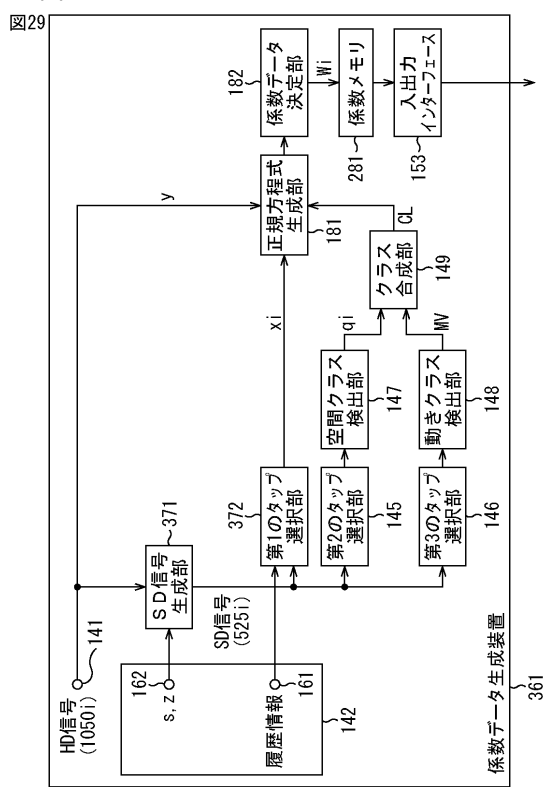 図29
HD信号
(1050i)
141
s, z
162
履歴情報
161
142
SD信号
生成部
371
SD信号
(525i)
372
第1のタップ
選択部
第2のタップ
選択部
145
第3のタップ
選択部
146
空間クラス
検出部
147
動きクラス
検出部
148
xi
qi
MV
クラス
合成部
149
CL
y
正規方程式
生成部
181
182
係数データ
決定部
Wi
係数メモリ
281
入出力
インターフェース
153
係数データ生成装置
361